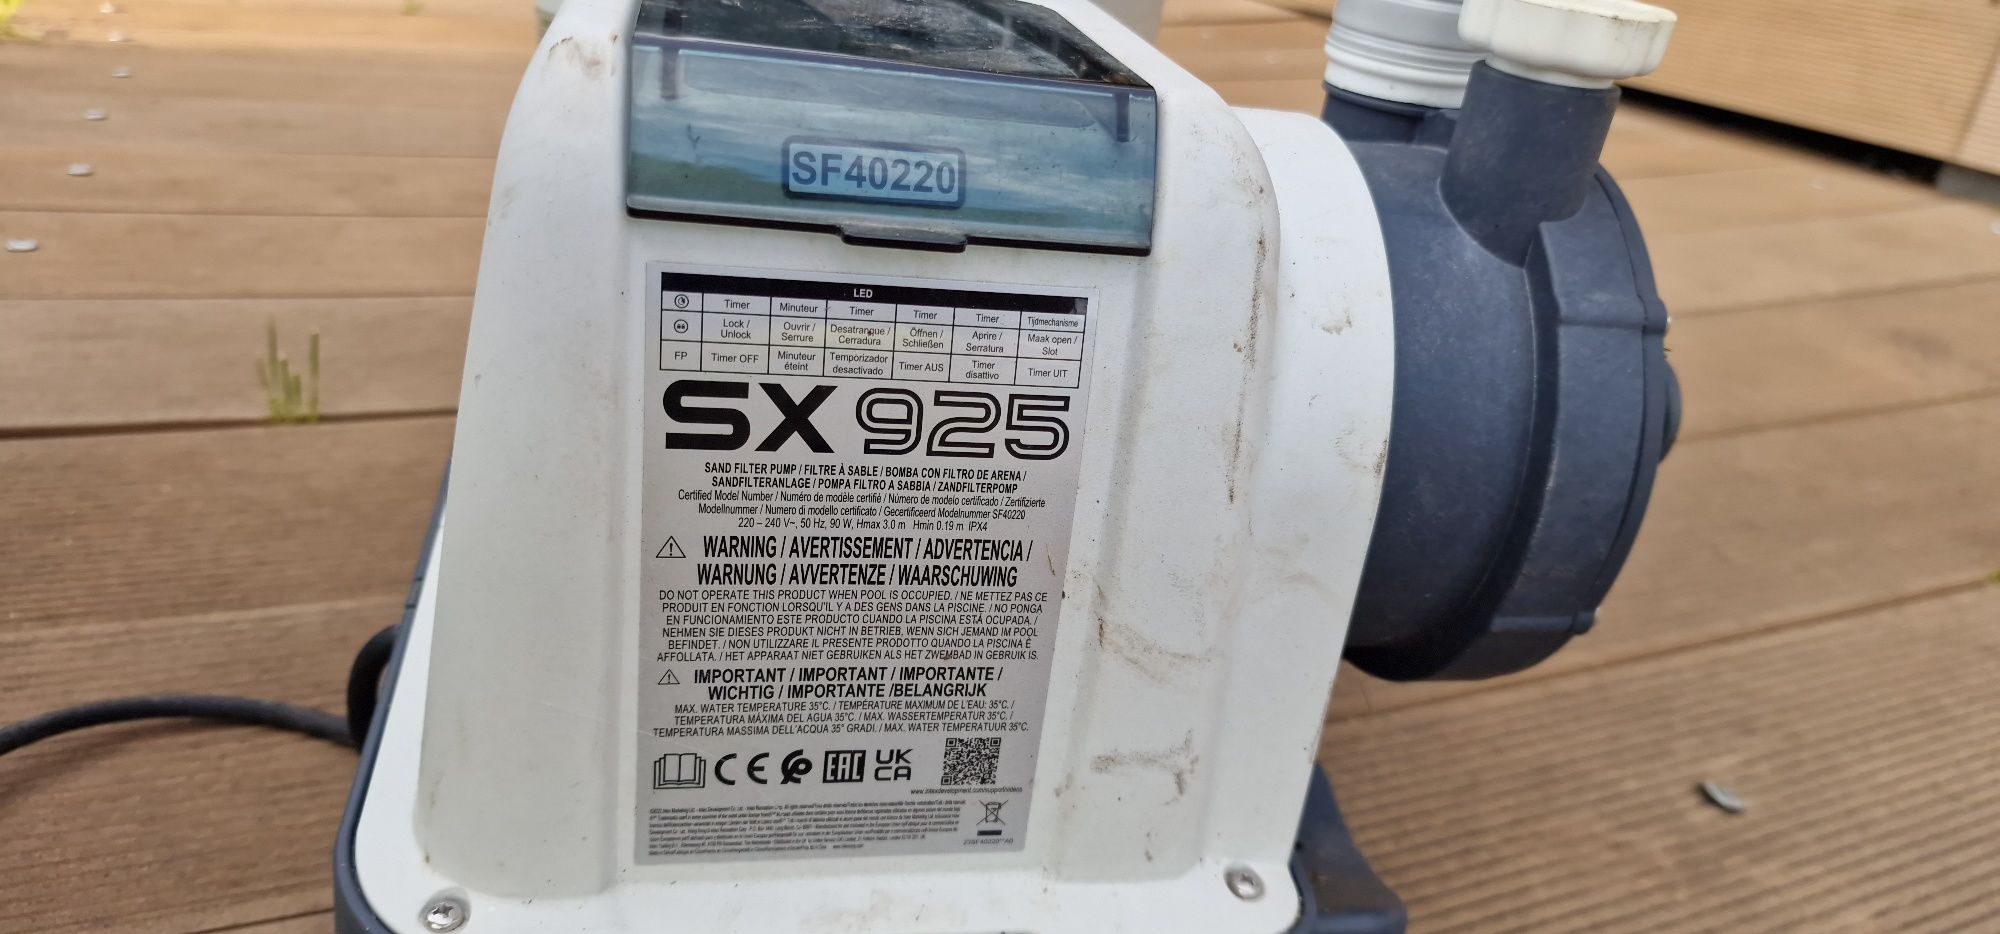 SF40220
LED
Timer Minuteur Timer Timer Timer Tijdmechanisme
Lock / Unlock Ouvrir / Serrure Desatranque / Cerradura Öffnen / Schließen Aprire / Serratura Maak open / Slot
FP Timer OFF Minuteur éteint Temporizador desactivado Timer AUS Timer disattivo Timer UIT
SX 925
SAND FILTER PUMP / FILTRE À SABLE / BOMBA CON FILTRO DE ARENA /
SANDFILTERANLAGE / POMPA FILTRO A SABBIA / ZANDFILTERPOMP
Certified Model Number / Numéro de modèle certifié / Número de modelo certificado / Zertifizierte
Modellnummer / Numero di modello certificato / Gecertificeerd Modelnummer SF40220
220 – 240 V~, 50 Hz, 90 W, Hmax 3.0 m Hmin 0.19 m IPX4
WARNING / AVERTISSEMENT / ADVERTENCIA /
WARNUNG / AVVERTENZE / WAARSCHUWING
DO NOT OPERATE THIS PRODUCT WHEN POOL IS OCCUPIED. / NE METTEZ PAS CE
PRODUIT EN FONCTION LORSQU'IL Y A DES GENS DANS LA PISCINE. / NO PONGA
EN FUNCIONAMIENTO ESTE PRODUCTO CUANDO LA PISCINA ESTÁ OCUPADA. /
NEHMEN SIE DIESES PRODUKT NICHT IN BETRIEB, WENN SICH JEMAND IM POOL
BEFINDET. / NON UTILIZZARE IL PRESENTE PRODOTTO QUANDO LA PISCINA È
AFFOLLATA. / HET APPARAAT NIET GEBRUIKEN ALS HET ZWEMBAD IN GEBRUIK IS.
IMPORTANT / IMPORTANT / IMPORTANTE /
WICHTIG / IMPORTANTE /BELANGRIJK
MAX. WATER TEMPERATURE 35°C. / TEMPÉRATURE MAXIMUM DE L'EAU: 35°C. /
TEMPERATURA MÁXIMA DEL AGUA 35°C. / MAX. WASSERTEMPERATUR 35°C. /
TEMPERATURA MASSIMA DELL'ACQUA 35° GRADI. / MAX. WATER TEMPERATUUR 35°C.
CE EAC UK CA
www.intexdevelopment.com/support/videos